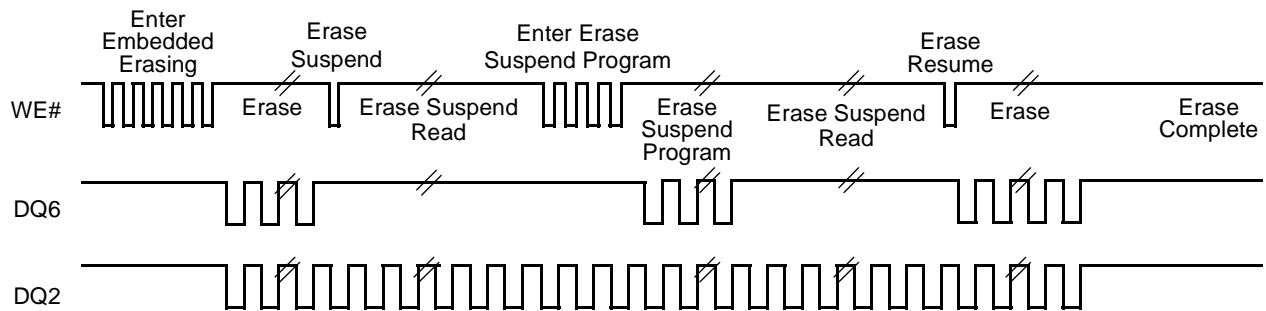 Enter
Embedded
Erasing
Erase
Suspend
Enter Erase
Suspend Program
Erase
Resume
WE#
Erase
Erase Suspend
Read
Erase
Suspend
Program
Erase Suspend
Read
Erase
Erase
Complete
DQ6
DQ2